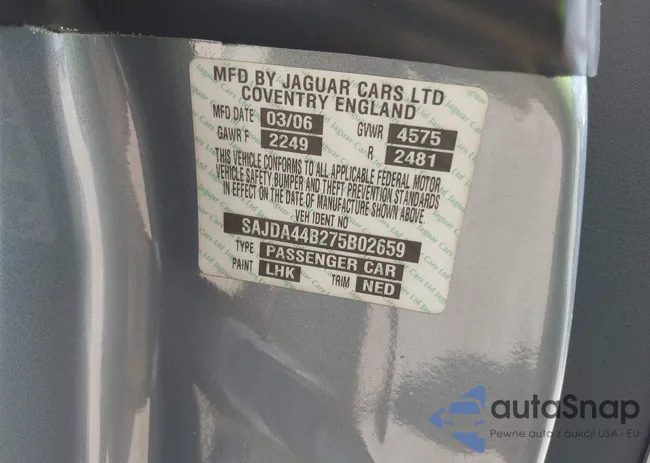 MFD BY JAGUAR CARS LTD
COVENTRY ENGLAND
MFD DATE 03/06 GVWR 4575
GAWR F 2249 R 2481
THIS VEHICLE CONFORMS TO ALL APPLICABLE FEDERAL MOTOR
VEHICLE SAFETY, BUMPER AND THEFT PREVENTION STANDARDS
IN EFFECT ON THE DATE OF MANUFACTURE SHOWN ABOVE.
VEH IDENT NO
SAJDA44B275B02659
TYPE PASSENGER CAR
PAINT LHK TRIM NED
autoSnap
Pewne auta z aukcji USA i EU